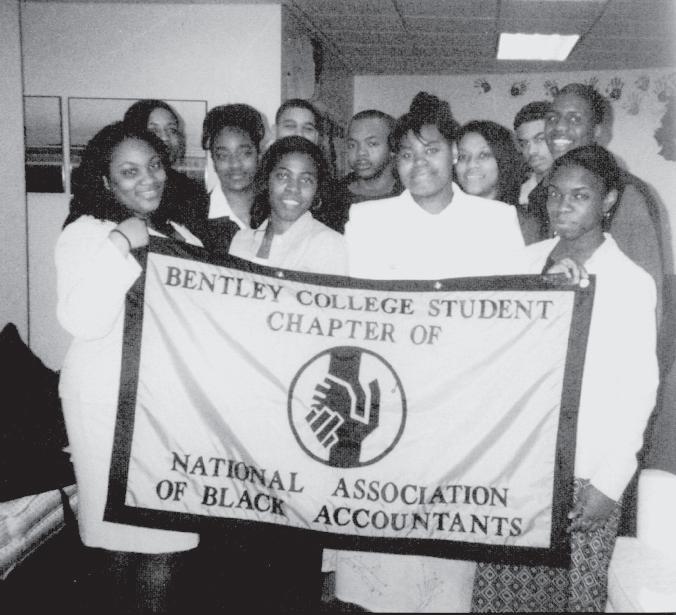 BENTLEY COLLEGE STUDENT
CHAPTER OF
NATIONAL ASSOCIATION
OF BLACK ACCOUNTANTS